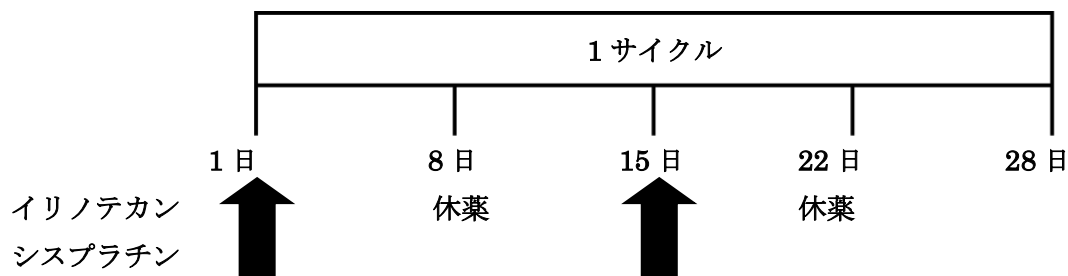 1 サイクル
1 日 8 日 15 日 22 日 28 日
イリノテカン 休薬 休薬
シスプラチン